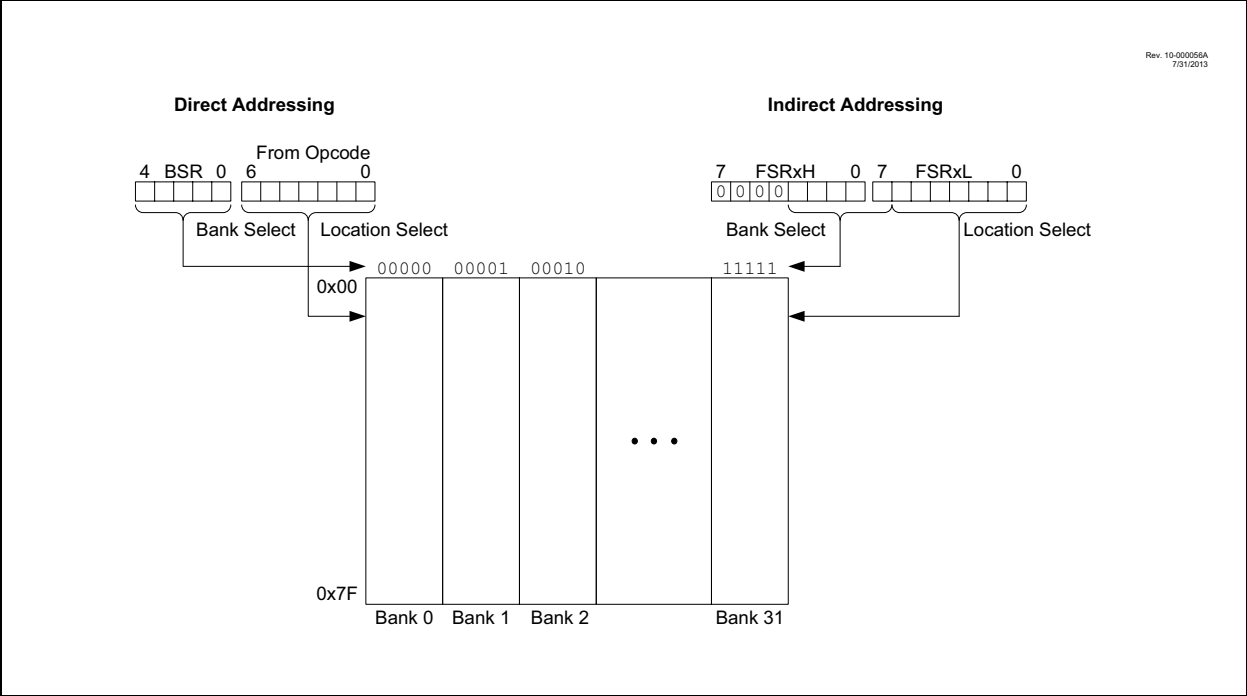 Rev. 10-000056A
7/31/2013
Direct Addressing
Indirect Addressing
From Opcode
4 BSR 0 6 0
7 FSRxH 0 7 FSRxL 0
0 0 0 0
Bank Select Location Select
Bank Select Location Select
00000 00001 00010 11111
0x00
0x7F
Bank 0 Bank 1 Bank 2 Bank 31